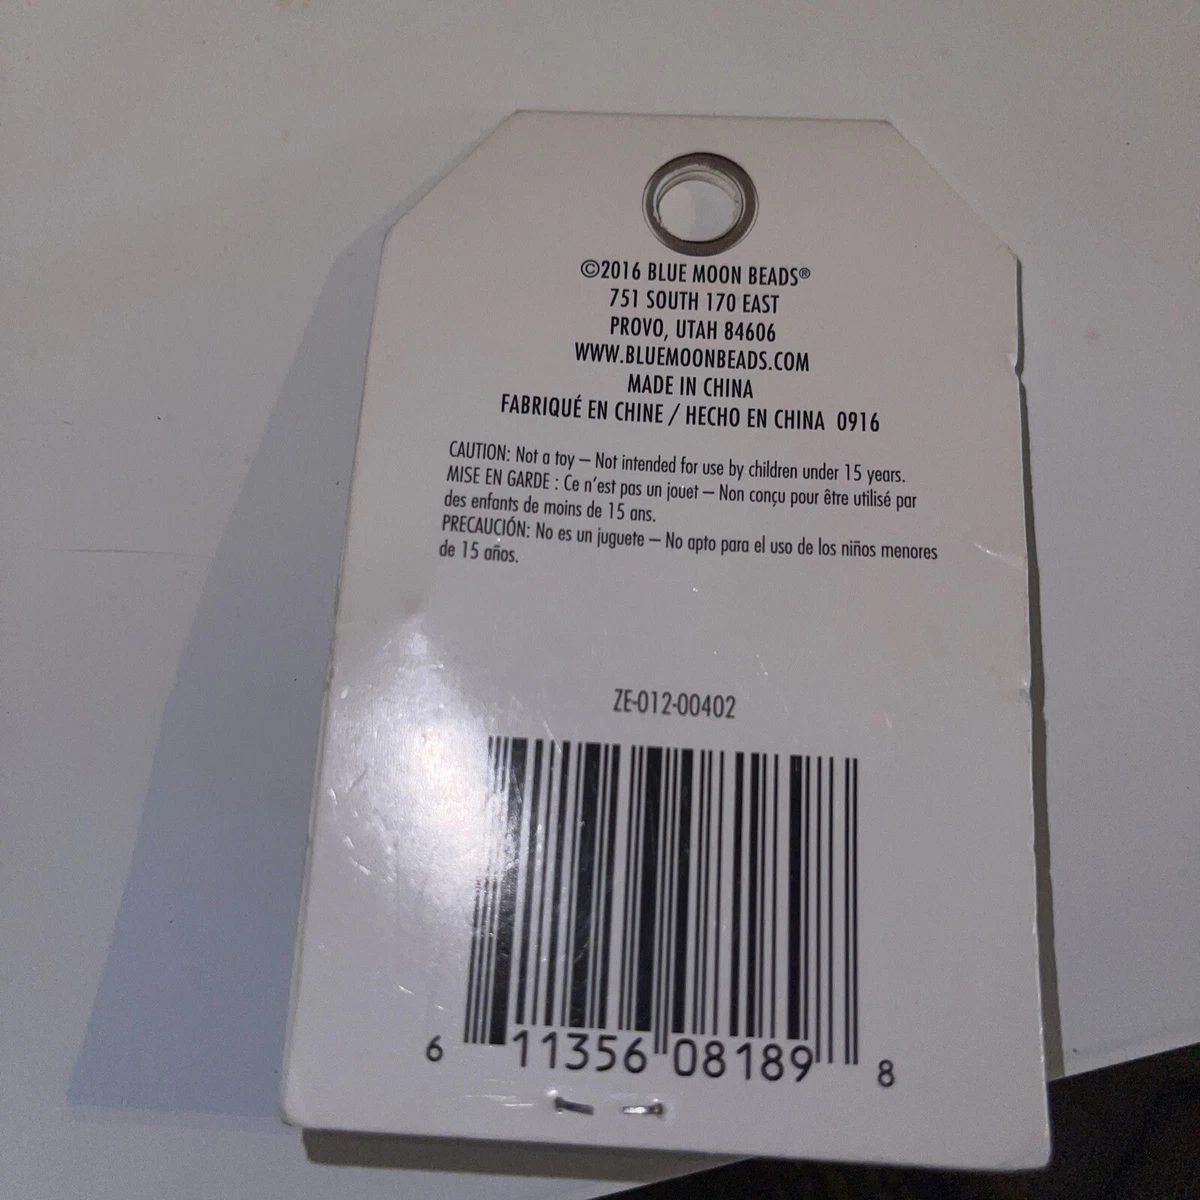 ©2016 BLUE MOON BEADS®
751 SOUTH 170 EAST
PROVO, UTAH 84606
WWW.BLUEMOONBEADS.COM
MADE IN CHINA
FABRIQUÉ EN CHINE / HECHO EN CHINA 0916
CAUTION: Not a toy – Not intended for use by children under 15 years.
MISE EN GARDE : Ce n'est pas un jouet – Non conçu pour être utilisé par
des enfants de moins de 15 ans.
PRECAUCIÓN: No es un juguete – No apto para el uso de los niños menores
de 15 años.
ZE-012-00402
6 11356 08189 8